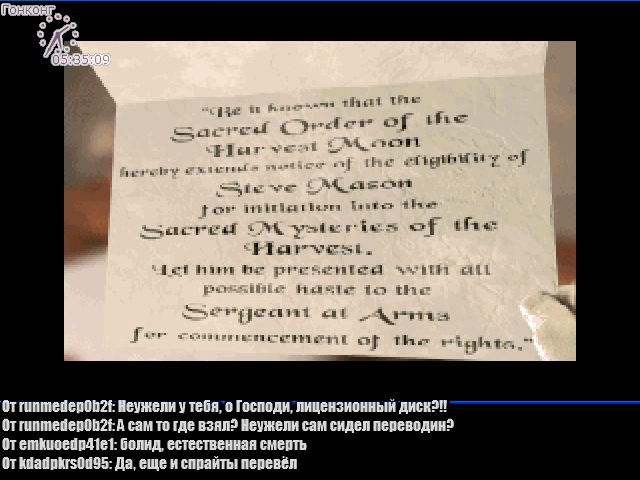 Гонконг
05:35:09
"Be it known that the
Sacred Order of the
Harvest Moon
hereby extends notice of the eligibility of
Steve Mason
for initiation into the
Sacred Mysteries of the
Harvest.
Let him be presented with all
possible haste to the
Sergeant at Arms
for commencement of the rights."
От runmedep0b2f: Неужели у тебя, о Господи, лицензионный диск?!!
От runmedep0b2f: А сам то где взял? Неужели сам сидел переводин?
От emkuoedp41e1: болид, естественная смерть
От kdadpkrs0d95: Да, еще и спрайты перевёл